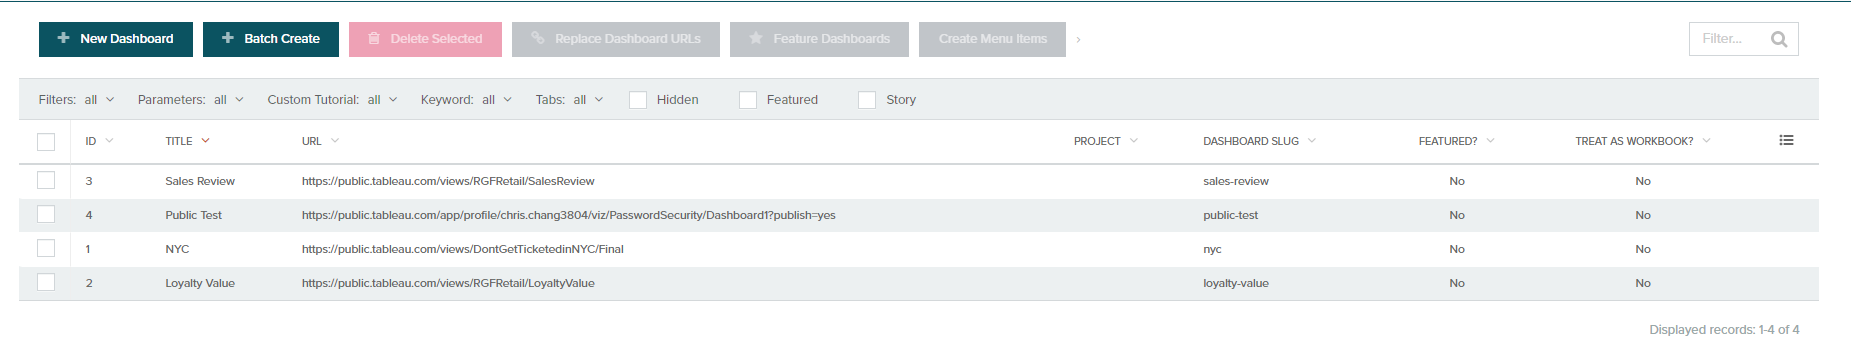 New Dashboard Batch Create Delete Selected Replace Dashboard URLs Feature Dashboards Create Menu Items › Filter...
Filters: all Parameters: all Custom Tutorial: all Keyword: all Tabs: all Hidden Featured Story
ID TITLE URL PROJECT DASHBOARD SLUG FEATURED? TREAT AS WORKBOOK?
3 Sales Review https://public.tableau.com/views/RGFRetail/SalesReview sales-review No No
4 Public Test https://public.tableau.com/app/profile/chris.chang3804/viz/PasswordSecurity/Dashboard1?publish=yes public-test No No
1 NYC https://public.tableau.com/views/DontGetTicketedinNYC/Final nyc No No
2 Loyalty Value https://public.tableau.com/views/RGFRetail/LoyaltyValue loyalty-value No No
Displayed records: 1-4 of 4